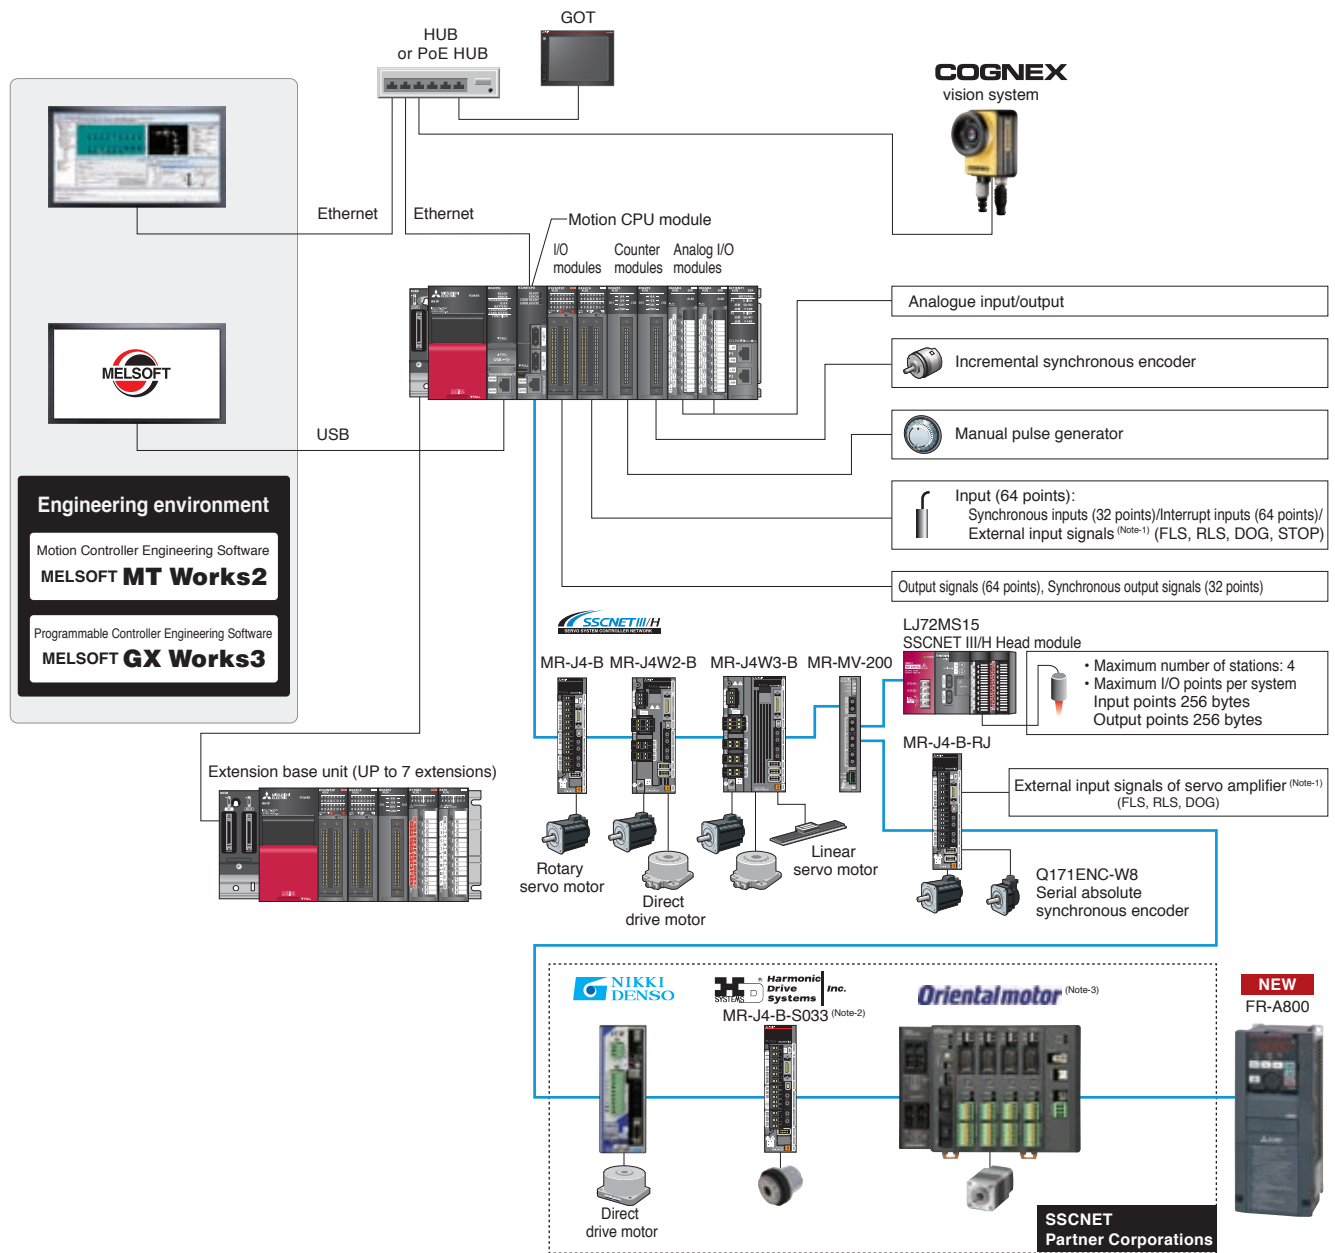 GOT
HUB
or PoE HUB
COGNEX
vision system
Ethernet
Ethernet
Motion CPU module
I/O
modules
Counter
modules
Analog I/O
modules
MELSOFT
USB
Analogue input/output
Incremental synchronous encoder
Manual pulse generator
Input (64 points):
Synchronous inputs (32 points)/Interrupt inputs (64 points)/
External input signals (Note-1) (FLS, RLS, DOG, STOP)
Output signals (64 points), Synchronous output signals (32 points)
Engineering environment
Motion Controller Engineering Software
MELSOFT MT Works2
Programmable Controller Engineering Software
MELSOFT GX Works3
SSCNETIII/H
SERVO SYSTEM CONTROLLER NETWORK
MR-J4-B
MR-J4W2-B
MR-J4W3-B
MR-MV-200
LJ72MS15
SSCNET III/H Head module
• Maximum number of stations: 4
• Maximum I/O points per system
Input points 256 bytes
Output points 256 bytes
MR-J4-B-RJ
External input signals of servo amplifier (Note-1)
(FLS, RLS, DOG)
Extension base unit (UP to 7 extensions)
Rotary
servo motor
Direct
drive motor
Linear
servo motor
Q171ENC-W8
Serial absolute
synchronous encoder
NIKKI
DENSO
SYSTEMS
Harmonic
Drive
Systems
Inc.
MR-J4-B-S033 (Note-2)
Orientalmotor (Note-3)
NEW
FR-A800
Direct
drive motor
SSCNET
Partner Corporations